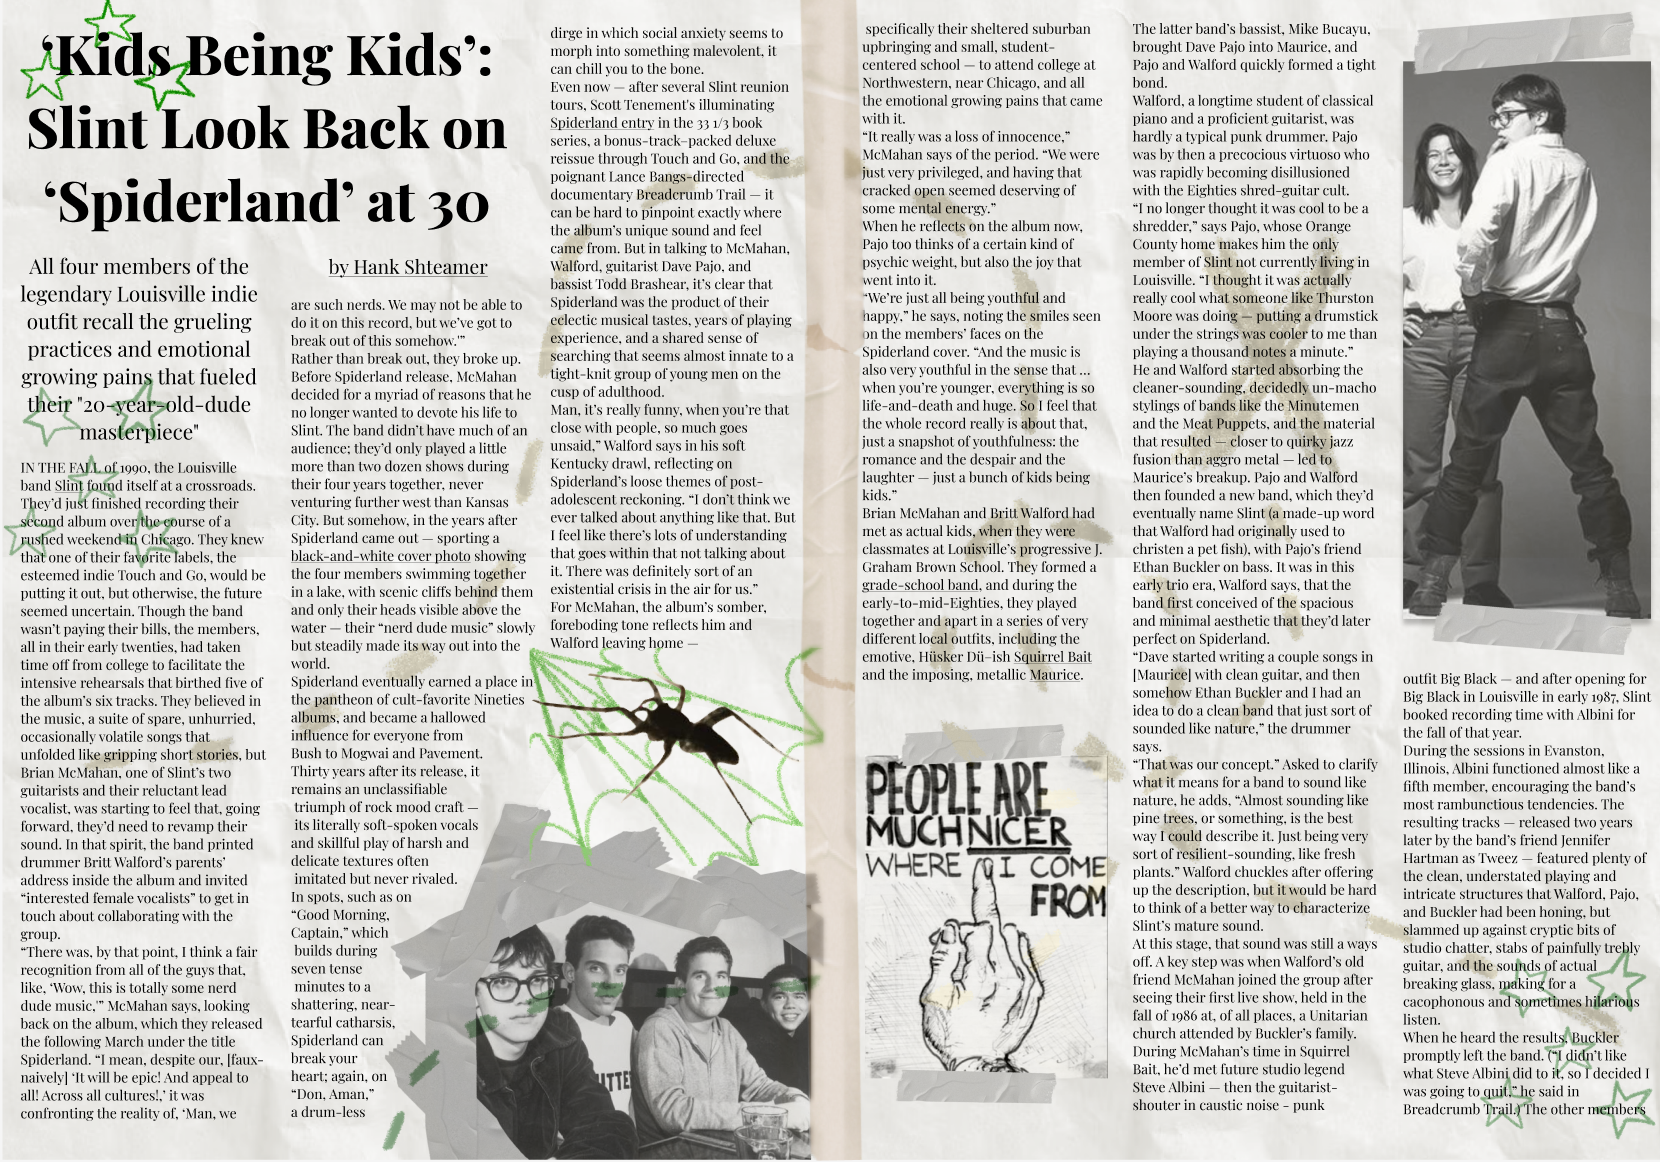 ‘Kids Being Kids’:
Slint Look Back on
‘Spiderland’ at 30
All four members of the
legendary Louisville indie
outfit recall the grueling
practices and emotional
growing pains that fueled
their "20-year-old-dude
masterpiece"
by Hank Shteamer
IN THE FALL of 1990, the Louisville
band Slint found itself at a crossroads.
They’d just finished recording their
second album over the course of a
rushed weekend in Chicago. They knew
that one of their favorite labels, the
esteemed indie Touch and Go, would be
putting it out, but otherwise, the future
seemed uncertain. Though the band
wasn’t paying their bills, the members,
all in their early twenties, had taken
time off from college to facilitate the
intensive rehearsals that birthed five of
the album’s six tracks. They believed in
the music, a suite of spare, unhurried,
occasionally volatile songs that
unfolded like gripping short stories, but
Brian McMahan, one of Slint’s two
guitarists and their reluctant lead
vocalist, was starting to feel that, going
forward, they’d need to revamp their
sound. In that spirit, the band printed
drummer Britt Walford’s parents’
address inside the album and invited
“interested female vocalists” to get in
touch about collaborating with the
group.
“There was, by that point, I think a fair
recognition from all of the guys that,
like, ‘Wow, this is totally some nerd
dude music,’” McMahan says, looking
back on the album, which they released
the following March under the title
Spiderland. “I mean, despite our, [faux-
naively] ‘It will be epic! And appeal to
all! Across all cultures!,’ it was
confronting the reality of, ‘Man, we
are such nerds. We may not be able to
do it on this record, but we’ve got to
break out of this somehow.’”
Rather than break out, they broke up.
Before Spiderland release, McMahan
decided for a myriad of reasons that he
no longer wanted to devote his life to
Slint. The band didn’t have much of an
audience; they’d only played a little
more than two dozen shows during
their four years together, never
venturing further west than Kansas
City. But somehow, in the years after
Spiderland came out — sporting a
black-and-white cover photo showing
the four members swimming together
in a lake, with scenic cliffs behind them
and only their heads visible above the
water — their “nerd dude music” slowly
but steadily made its way out into the
world.
Spiderland eventually earned a place in
the pantheon of cult-favorite Nineties
albums, and became a hallowed
influence for everyone from
Bush to Mogwai and Pavement.
Thirty years after its release, it
remains an unclassifiable
triumph of rock mood craft —
its literally soft-spoken vocals
and skillful play of harsh and
delicate textures often
imitated but never rivaled.
In spots, such as on
“Good Morning,
Captain,” which
builds during
seven tense
minutes to a
shattering, near-
tearful catharsis,
Spiderland can
break your
heart; again, on
“Don, Aman,”
a drum-less
dirge in which social anxiety seems to
morph into something malevolent, it
can chill you to the bone.
Even now — after several Slint reunion
tours, Scott Tenement's illuminating
Spiderland entry in the 33 1/3 book
series, a bonus-track–packed deluxe
reissue through Touch and Go, and the
poignant Lance Bangs-directed
documentary Breadcrumb Trail — it
can be hard to pinpoint exactly where
the album’s unique sound and feel
came from. But in talking to McMahan,
Walford, guitarist Dave Pajo, and
bassist Todd Brashear, it’s clear that
Spiderland was the product of their
eclectic musical tastes, years of playing
experience, and a shared sense of
searching that seems almost innate to a
tight-knit group of young men on the
cusp of adulthood.
Man, it’s really funny, when you’re that
close with people, so much goes
unsaid,” Walford says in his soft
Kentucky drawl, reflecting on
Spiderland’s loose themes of post-
adolescent reckoning. “I don’t think we
ever talked about anything like that. But
I feel like there’s lots of understanding
that goes within that not talking about
it. There was definitely sort of an
existential crisis in the air for us.”
For McMahan, the album’s somber,
foreboding tone reflects him and
Walford leaving home —
specifically their sheltered suburban
upbringing and small, student-
centered school — to attend college at
Northwestern, near Chicago, and all
the emotional growing pains that came
with it.
“It really was a loss of innocence,”
McMahan says of the period. “We were
just very privileged, and having that
cracked open seemed deserving of
some mental energy.”
When he reflects on the album now,
Pajo too thinks of a certain kind of
psychic weight, but also the joy that
went into it.
“We’re just all being youthful and
happy,” he says, noting the smiles seen
on the members’ faces on the
Spiderland cover. “And the music is
also very youthful in the sense that …
when you’re younger, everything is so
life-and-death and huge. So I feel that
the whole record really is about that,
just a snapshot of youthfulness: the
romance and the despair and the
laughter — just a bunch of kids being
kids.”
Brian McMahan and Britt Walford had
met as actual kids, when they were
classmates at Louisville’s progressive J.
Graham Brown School. They formed a
grade-school band, and during the
early-to-mid-Eighties, they played
together and apart in a series of very
different local outfits, including the
emotive, Hüsker Dü–ish Squirrel Bait
and the imposing, metallic Maurice.
PEOPLE ARE
MUCH NICER
WHERE I COME
FROM
The latter band’s bassist, Mike Bucayu,
brought Dave Pajo into Maurice, and
Pajo and Walford quickly formed a tight
bond.
Walford, a longtime student of classical
piano and a proficient guitarist, was
hardly a typical punk drummer. Pajo
was by then a precocious virtuoso who
was rapidly becoming disillusioned
with the Eighties shred-guitar cult.
“I no longer thought it was cool to be a
shredder,” says Pajo, whose Orange
County home makes him the only
member of Slint not currently living in
Louisville. “I thought it was actually
really cool what someone like Thurston
Moore was doing — putting a drumstick
under the strings was cooler to me than
playing a thousand notes a minute.”
He and Walford started absorbing the
cleaner-sounding, decidedly un-macho
stylings of bands like the Minutemen
and the Meat Puppets, and the material
that resulted — closer to quirky jazz
fusion than aggro metal — led to
Maurice’s breakup. Pajo and Walford
then founded a new band, which they’d
eventually name Slint (a made-up word
that Walford had originally used to
christen a pet fish), with Pajo’s friend
Ethan Buckler on bass. It was in this
early trio era, Walford says, that the
band first conceived of the spacious
and minimal aesthetic that they’d later
perfect on Spiderland.
“Dave started writing a couple songs in
[Maurice] with clean guitar, and then
somehow Ethan Buckler and I had an
idea to do a clean band that just sort of
sounded like nature,” the drummer
says.
“That was our concept.” Asked to clarify
what it means for a band to sound like
nature, he adds, “Almost sounding like
pine trees, or something, is the best
way I could describe it. Just being very
sort of resilient-sounding, like fresh
plants.” Walford chuckles after offering
up the description, but it would be hard
to think of a better way to characterize
Slint’s mature sound.
At this stage, that sound was still a ways
off. A key step was when Walford’s old
friend McMahan joined the group after
seeing their first live show, held in the
fall of 1986 at, of all places, a Unitarian
church attended by Buckler’s family.
During McMahan’s time in Squirrel
Bait, he’d met future studio legend
Steve Albini — then the guitarist-
shouter in caustic noise - punk
outfit Big Black — and after opening for
Big Black in Louisville in early 1987, Slint
booked recording time with Albini for
the fall of that year.
During the sessions in Evanston,
Illinois, Albini functioned almost like a
fifth member, encouraging the band’s
most rambunctious tendencies. The
resulting tracks — released two years
later by the band’s friend Jennifer
Hartman as Tweez — featured plenty of
the clean, understated playing and
intricate structures that Walford, Pajo,
and Buckler had been honing, but
slammed up against cryptic bits of
studio chatter, stabs of painfully trebly
guitar, and the sounds of actual
breaking glass, making for a
cacophonous and sometimes hilarious
listen.
When he heard the results, Buckler
promptly left the band. (“I didn’t like
what Steve Albini did to it, so I decided I
was going to quit,” he said in
Breadcrumb Trail.) The other members